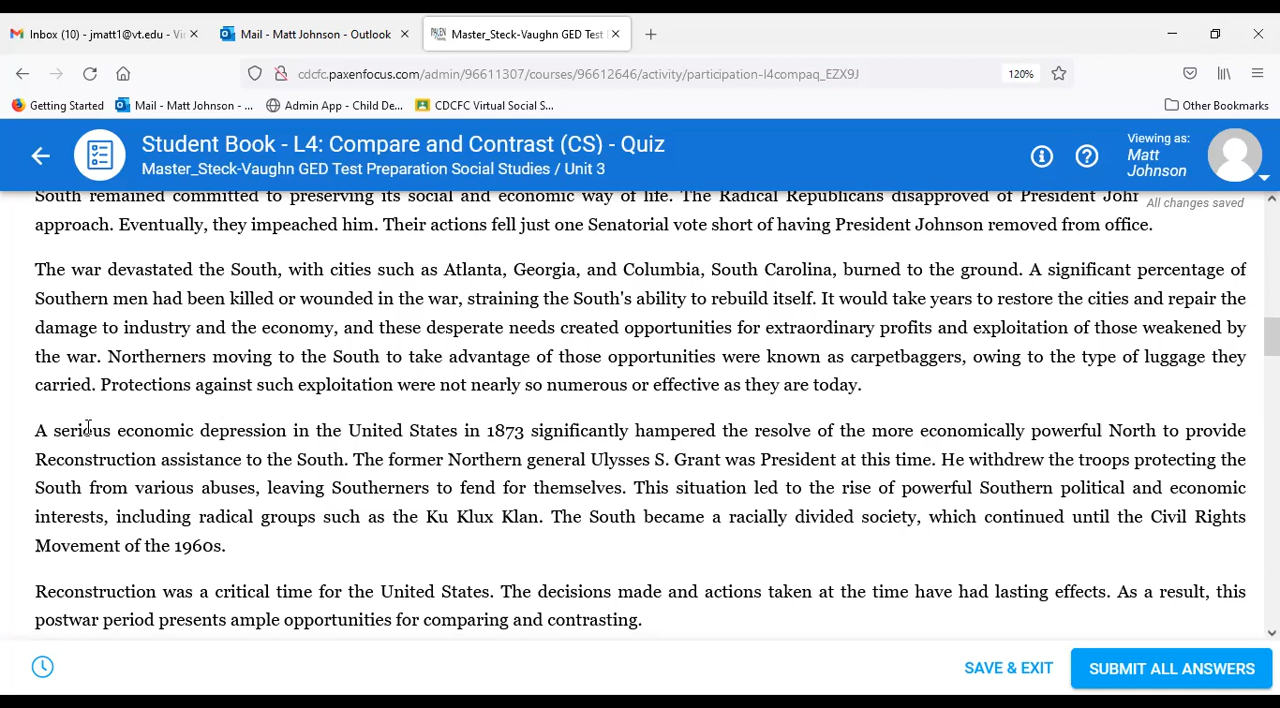 Inbox (10) - jmatt1@vt.edu - Vir
Mail - Matt Johnson - Outlook
PAXEN Master_Steck-Vaughn GED Test
cdcfc.paxenfocus.com/admin/96611307/courses/96612646/activity/participation-l4compaq_EZX9J
120%
Getting Started
Mail - Matt Johnson - ...
Admin App - Child De...
CDCFC Virtual Social S...
Other Bookmarks
Student Book - L4: Compare and Contrast (CS) - Quiz
Master_Steck-Vaughn GED Test Preparation Social Studies / Unit 3
Viewing as:
Matt
Johnson
All changes saved
South remained committed to preserving its social and economic way of life. The Radical Republicans disapproved of President Joh
approach. Eventually, they impeached him. Their actions fell just one Senatorial vote short of having President Johnson removed from office.
The war devastated the South, with cities such as Atlanta, Georgia, and Columbia, South Carolina, burned to the ground. A significant percentage of
Southern men had been killed or wounded in the war, straining the South's ability to rebuild itself. It would take years to restore the cities and repair the
damage to industry and the economy, and these desperate needs created opportunities for extraordinary profits and exploitation of those weakened by
the war. Northerners moving to the South to take advantage of those opportunities were known as carpetbaggers, owing to the type of luggage they
carried. Protections against such exploitation were not nearly so numerous or effective as they are today.
A serious economic depression in the United States in 1873 significantly hampered the resolve of the more economically powerful North to provide
Reconstruction assistance to the South. The former Northern general Ulysses S. Grant was President at this time. He withdrew the troops protecting the
South from various abuses, leaving Southerners to fend for themselves. This situation led to the rise of powerful Southern political and economic
interests, including radical groups such as the Ku Klux Klan. The South became a racially divided society, which continued until the Civil Rights
Movement of the 1960s.
Reconstruction was a critical time for the United States. The decisions made and actions taken at the time have had lasting effects. As a result, this
postwar period presents ample opportunities for comparing and contrasting.
SAVE & EXIT
SUBMIT ALL ANSWERS